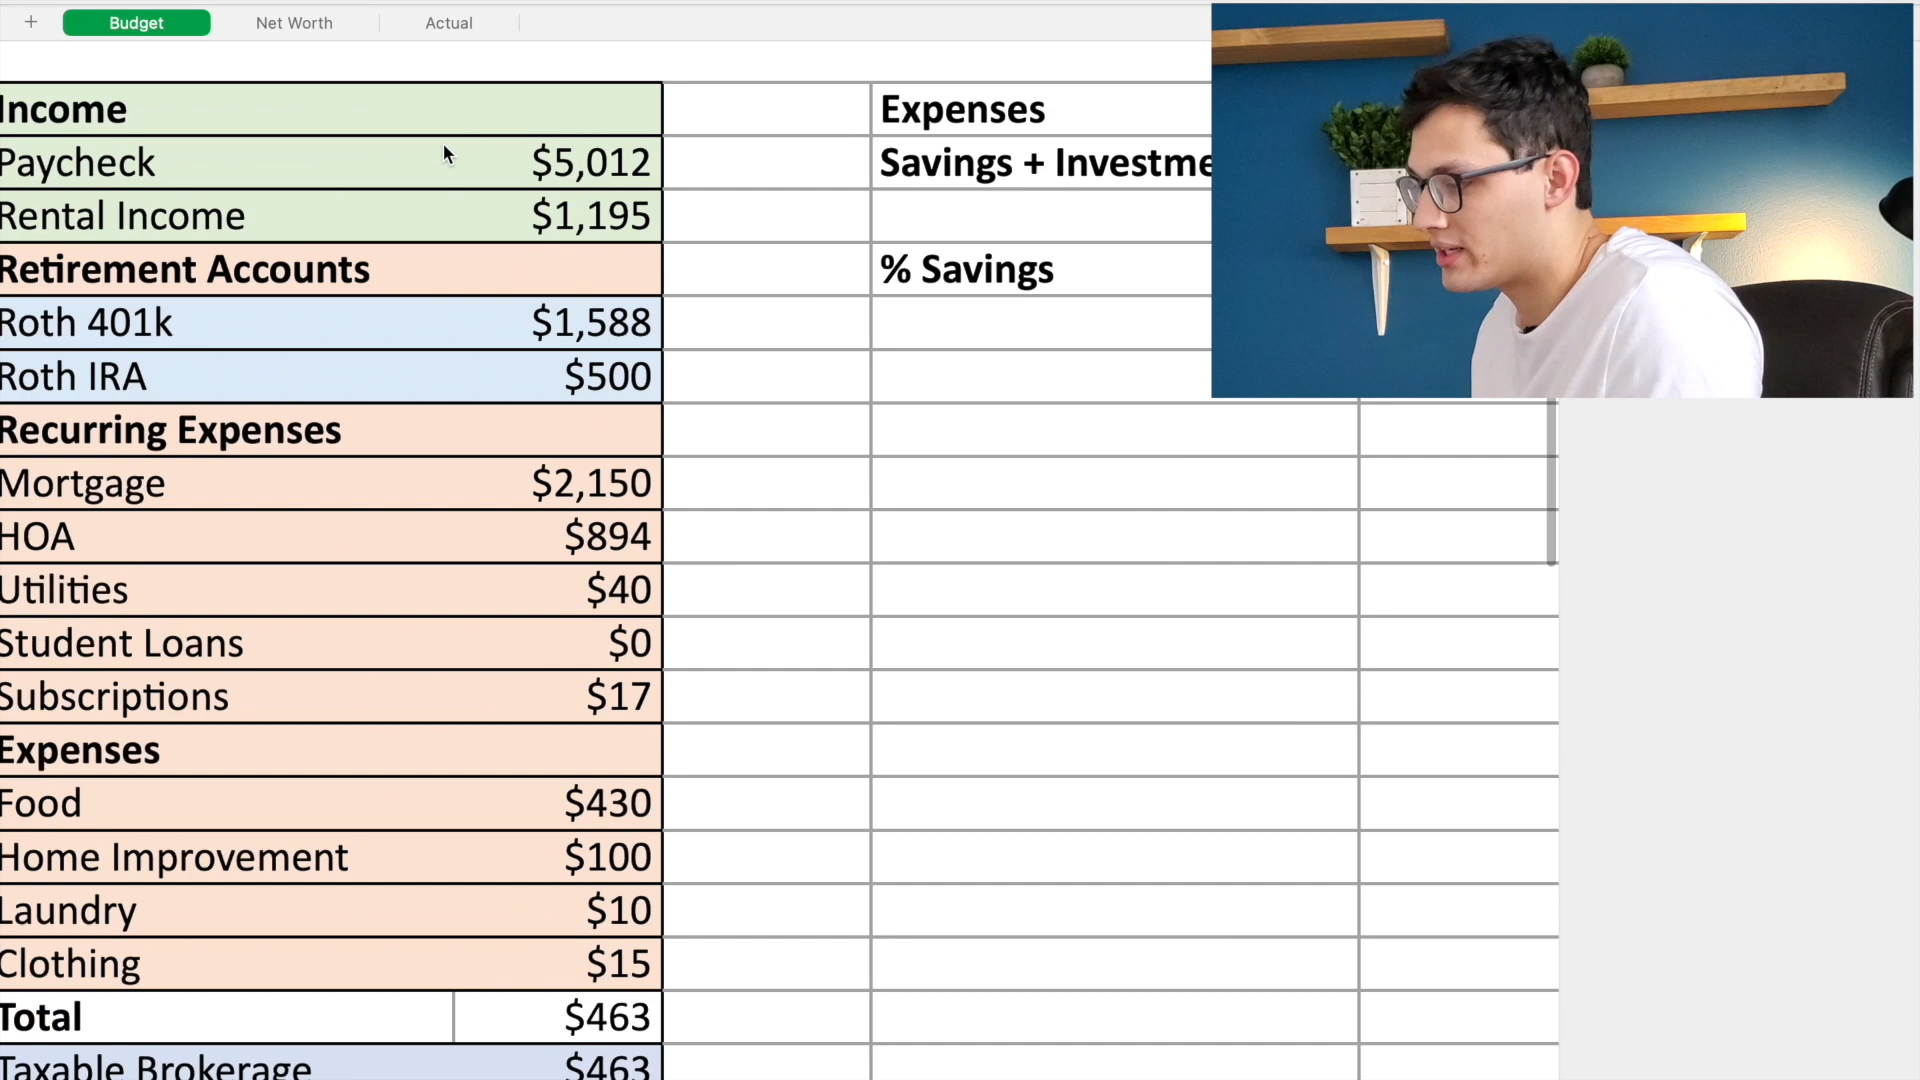 + Budget Net Worth Actual
Income Expenses
Paycheck $5,012 Savings + Investme
Rental Income $1,195
Retirement Accounts % Savings
Roth 401k $1,588
Roth IRA $500
Recurring Expenses
Mortgage $2,150
HOA $894
Utilities $40
Student Loans $0
Subscriptions $17
Expenses
Food $430
Home Improvement $100
Laundry $10
Clothing $15
Total $463
Taxable Brokerage $463